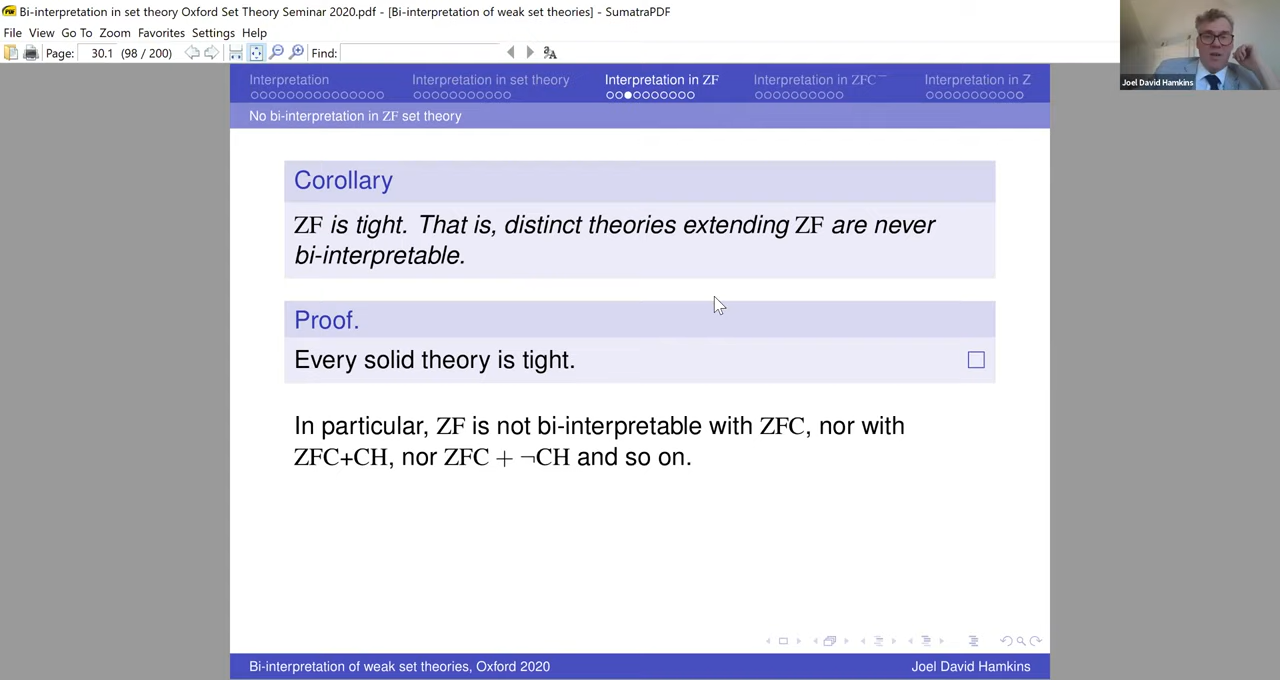 Bi-interpretation in set theory Oxford Set Theory Seminar 2020.pdf - [Bi-interpretation of weak set theories] - SumatraPDF
File View Go To Zoom Favorites Settings Help
Page: 30.1 (98 / 200) Find:
Joel David Hamkins
Interpretation Interpretation in set theory Interpretation in ZF Interpretation in ZFC⁻ Interpretation in Z
No bi-interpretation in ZF set theory
Corollary
ZF is tight. That is, distinct theories extending ZF are never
bi-interpretable.
Proof.
Every solid theory is tight. □
In particular, ZF is not bi-interpretable with ZFC, nor with
ZFC+CH, nor ZFC + ¬CH and so on.
Bi-interpretation of weak set theories, Oxford 2020 Joel David Hamkins